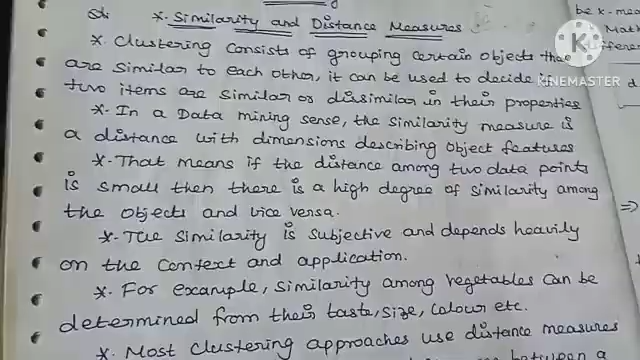 *. Similarity and Distance Measures
*. Clustering consists of grouping certain objects that
are similar to each other, it can be used to decide if
two items are similar or dissimilar in their properties
*. In a Data mining sense, the similarity measure is
a distance with dimensions describing object features
*. That means if the distance among two data points
is small then there is a high degree of similarity among
the objects and vice versa.
*. The similarity is subjective and depends heavily
on the context and application.
*. For example, similarity among vegetables can be
determined from their taste, size, colour etc.
*. Most clustering approaches use distance measures
between a
be k-mea
Math
KINEMASTER